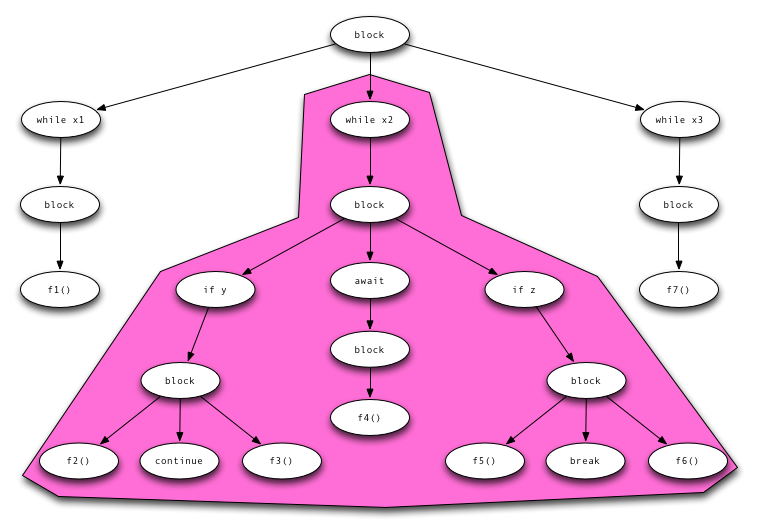 block
while x1
while x2
while x3
block
block
block
f1()
if y
await
if z
f7()
block
block
block
f4()
f2()
continue
f3()
f5()
break
f6()